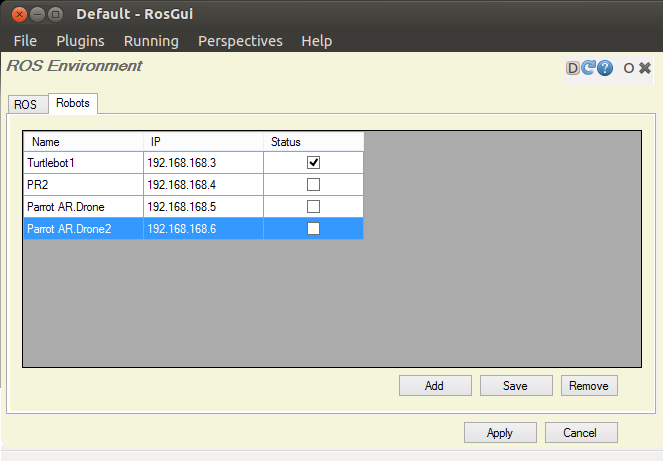 Default - RosGui
File Plugins Running Perspectives Help
ROS Environment
D ? O
ROS Robots
Name IP Status
Turtlebot1 192.168.168.3
PR2 192.168.168.4
Parrot AR.Drone 192.168.168.5
Parrot AR.Drone2 192.168.168.6
Add Save Remove
Apply Cancel